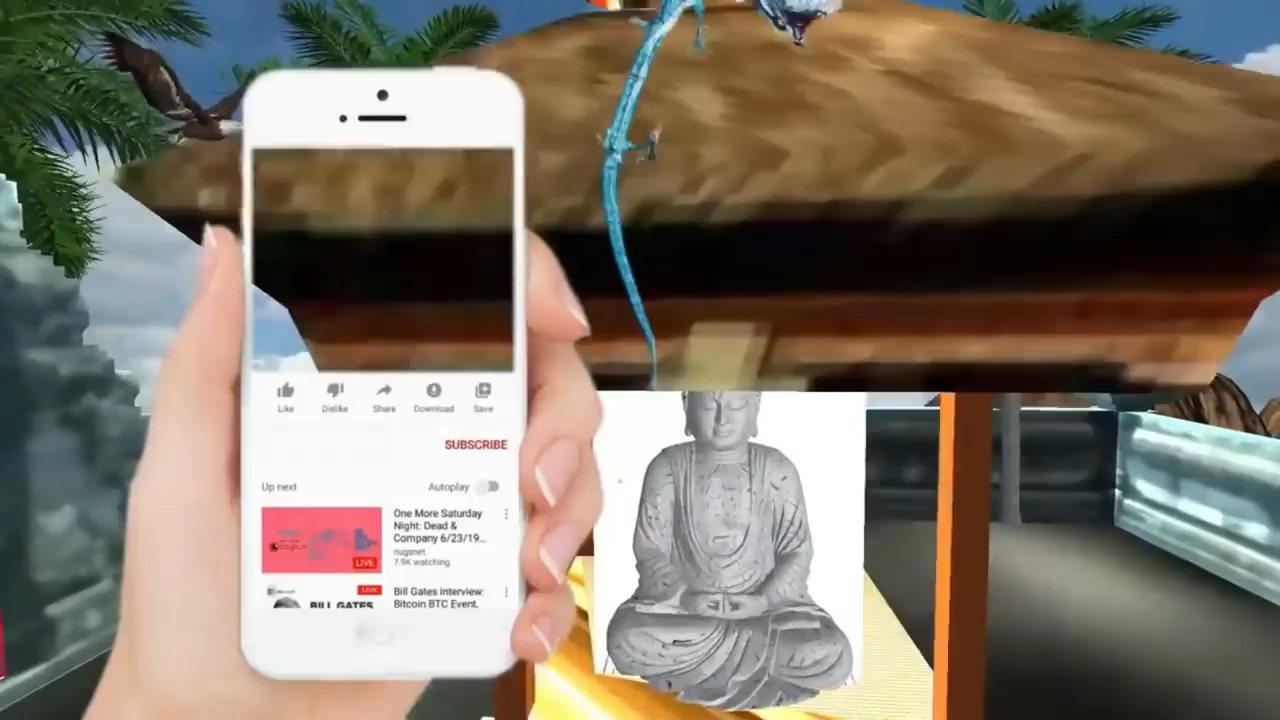 Like Dislike Share Download Save
SUBSCRIBE
Up next Autoplay
One More Saturday
Night: Dead &
Company 6/23/19...
nugsnet
7.9K watching
LIVE
Live
Bill Gates interview:
BILL GATES
Bitcoin BTC Event,